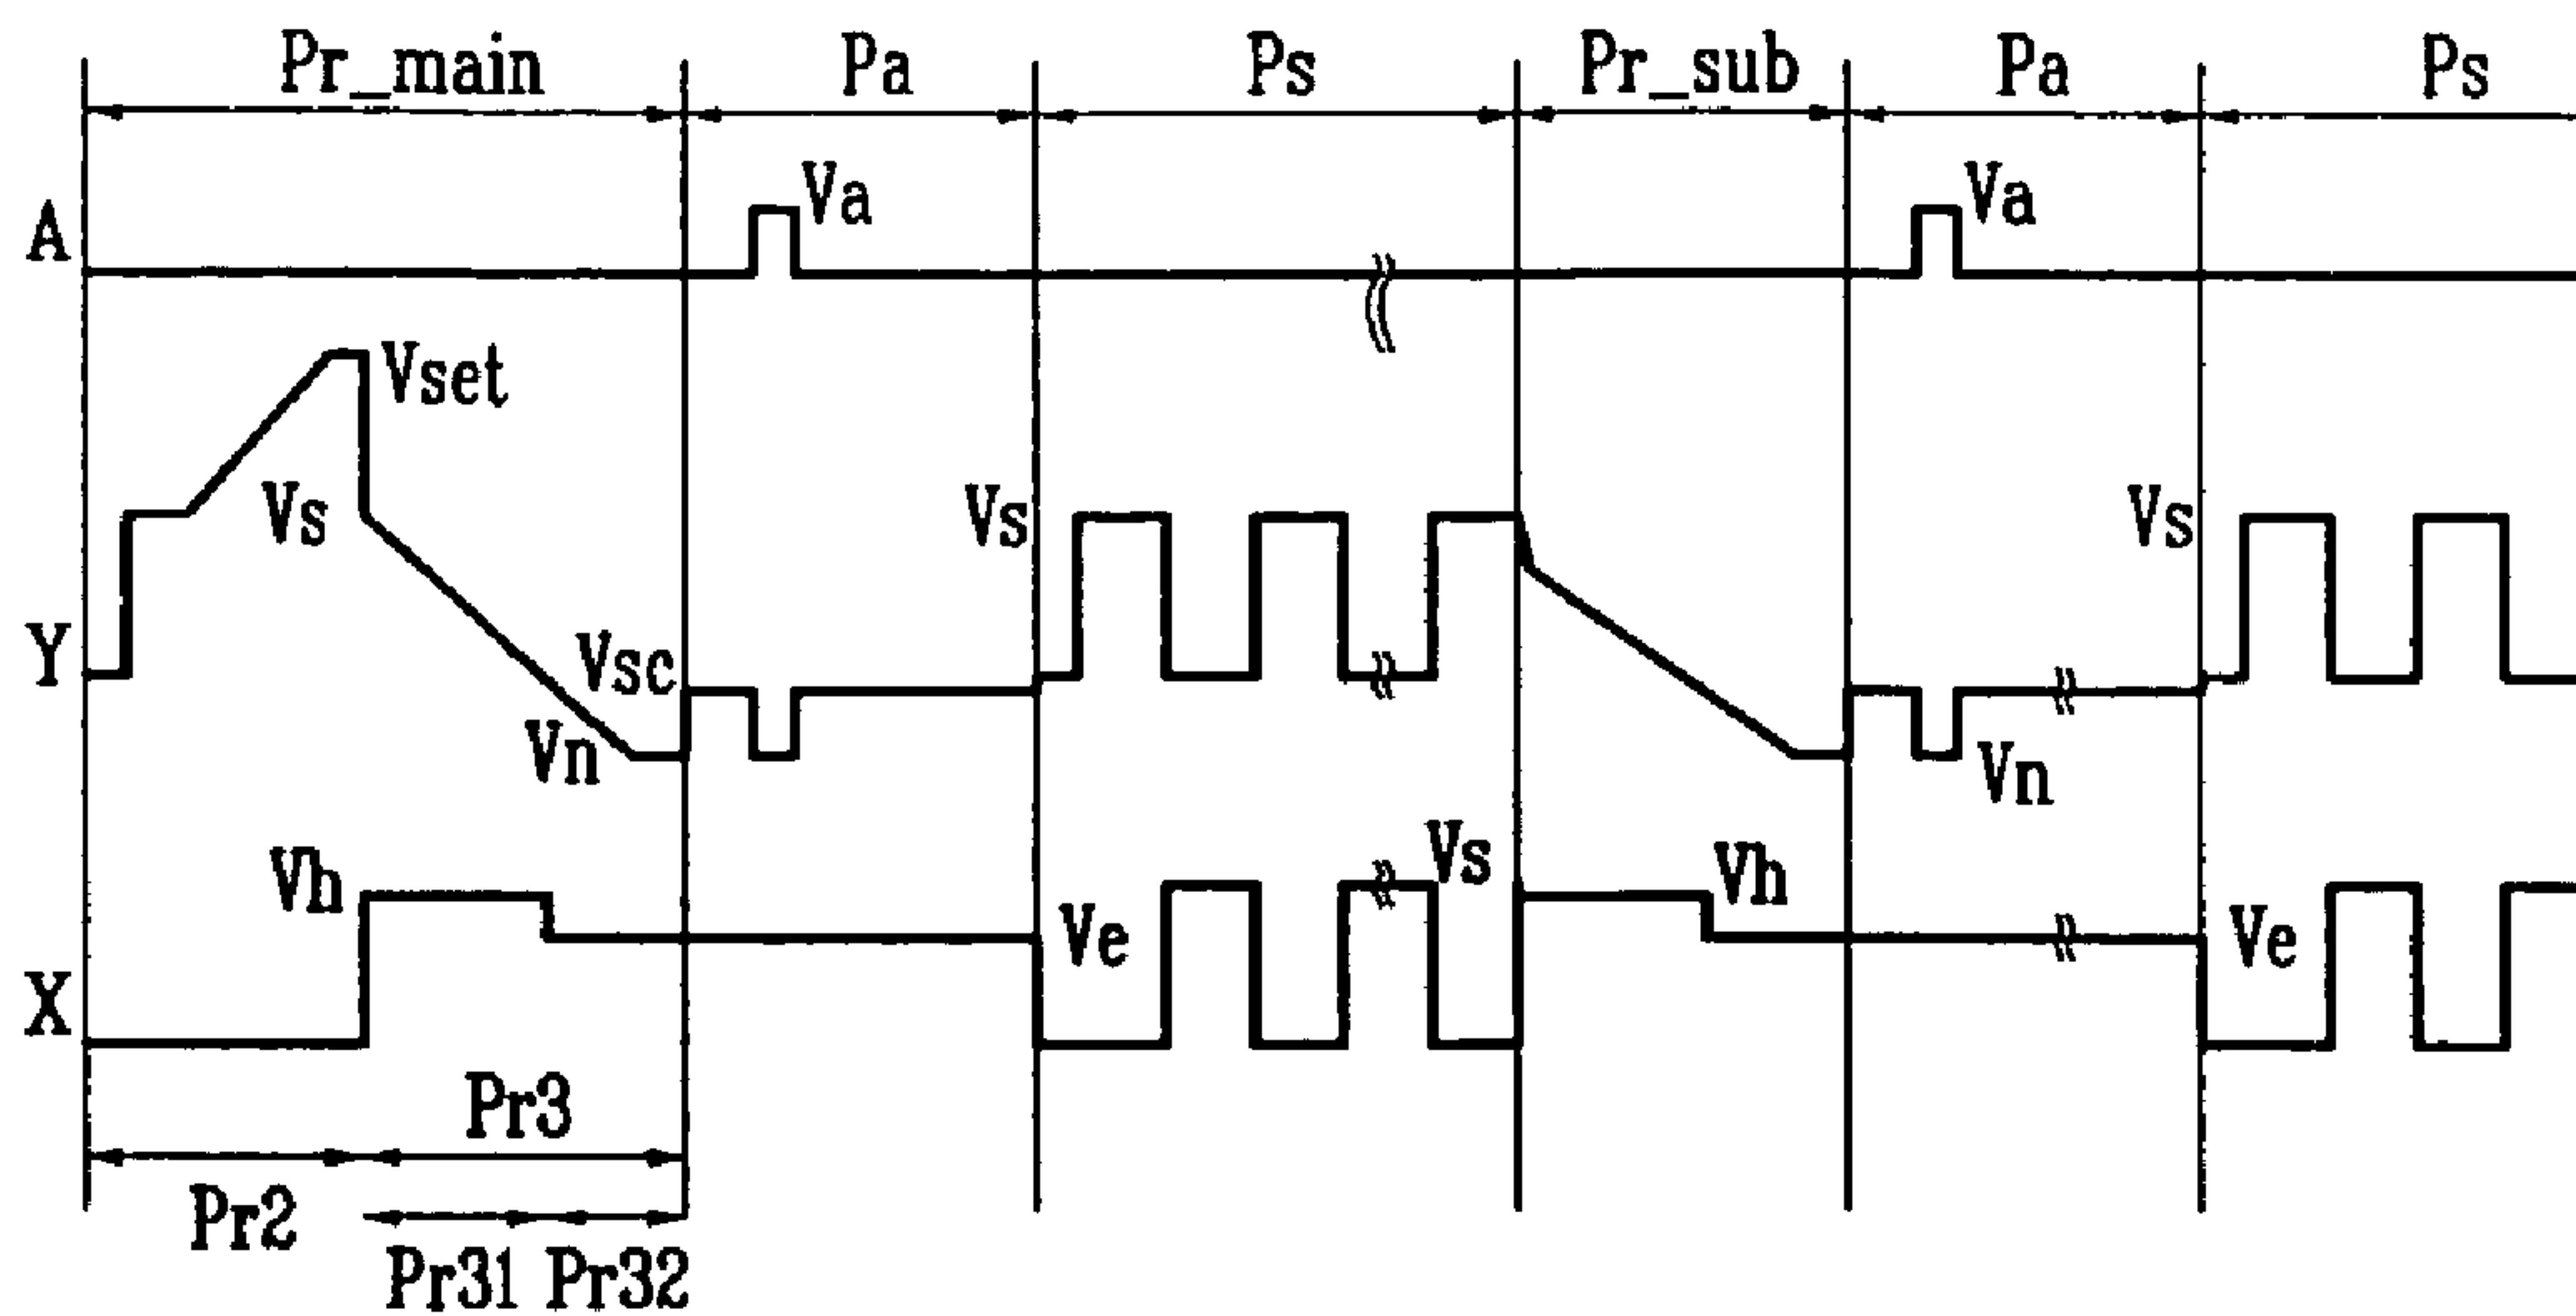 Pr_main Pa Ps Pr_sub Pa Ps
Va Va
A
Vset
Vs Vs Vs
Y Vsc
Vn Vn
Vh Vs Vh
Ve Ve
X
Pr3
Pr2
Pr31 Pr32